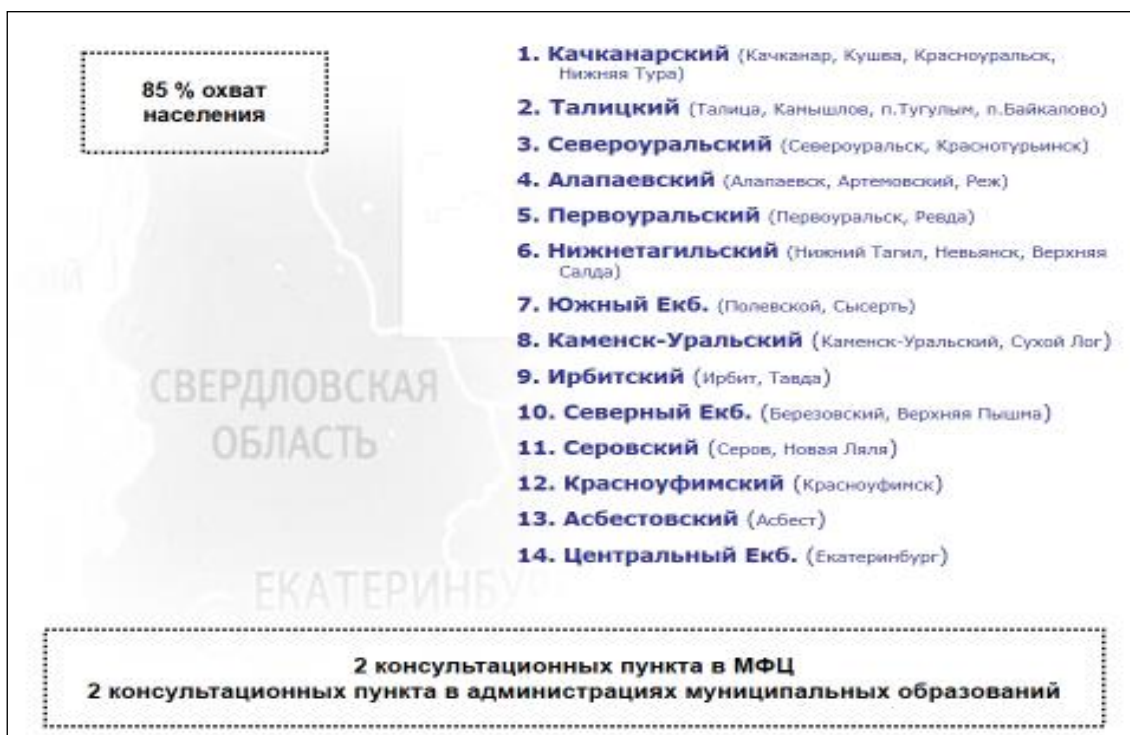 85 % охват
населения
1. Качканарский (Качканар, Кушва, Красноуральск,
Нижняя Тура)
2. Талицкий (Талица, Камышлов, п.Тугулым, п.Байкалово)
3. Североуральский (Североуральск, Краснотурьинск)
4. Алапаевский (Алапаевск, Артемовский, Реж)
5. Первоуральский (Первоуральск, Ревда)
6. Нижнетагильский (Нижний Тагил, Невьянск, Верхняя
Салда)
7. Южный Екб. (Полевской, Сысерть)
8. Каменск-Уральский (Каменск-Уральский, Сухой Лог)
9. Ирбитский (Ирбит, Тавда)
10. Северный Екб. (Березовский, Верхняя Пышма)
11. Серовский (Серов, Новая Ляля)
12. Красноуфимский (Красноуфимск)
13. Асбестовский (Асбест)
14. Центральный Екб. (Екатеринбург)
СВЕРДЛОВСКАЯ
ОБЛАСТЬ
ЕКАТЕРИНБУ
2 консультационных пункта в МФЦ
2 консультационных пункта в администрациях муниципальных образований